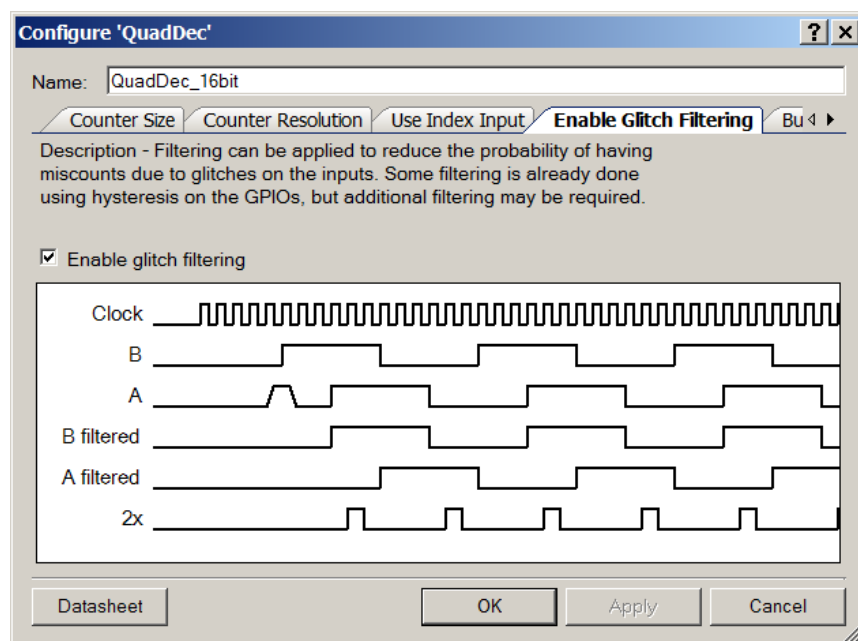 Configure 'QuadDec'
Name: QuadDec_16bit
Counter Size Counter Resolution Use Index Input Enable Glitch Filtering Bu
Description - Filtering can be applied to reduce the probability of having
miscounts due to glitches on the inputs. Some filtering is already done
using hysteresis on the GPIOs, but additional filtering may be required.
Enable glitch filtering
Clock
B
A
B filtered
A filtered
2x
Datasheet OK Apply Cancel